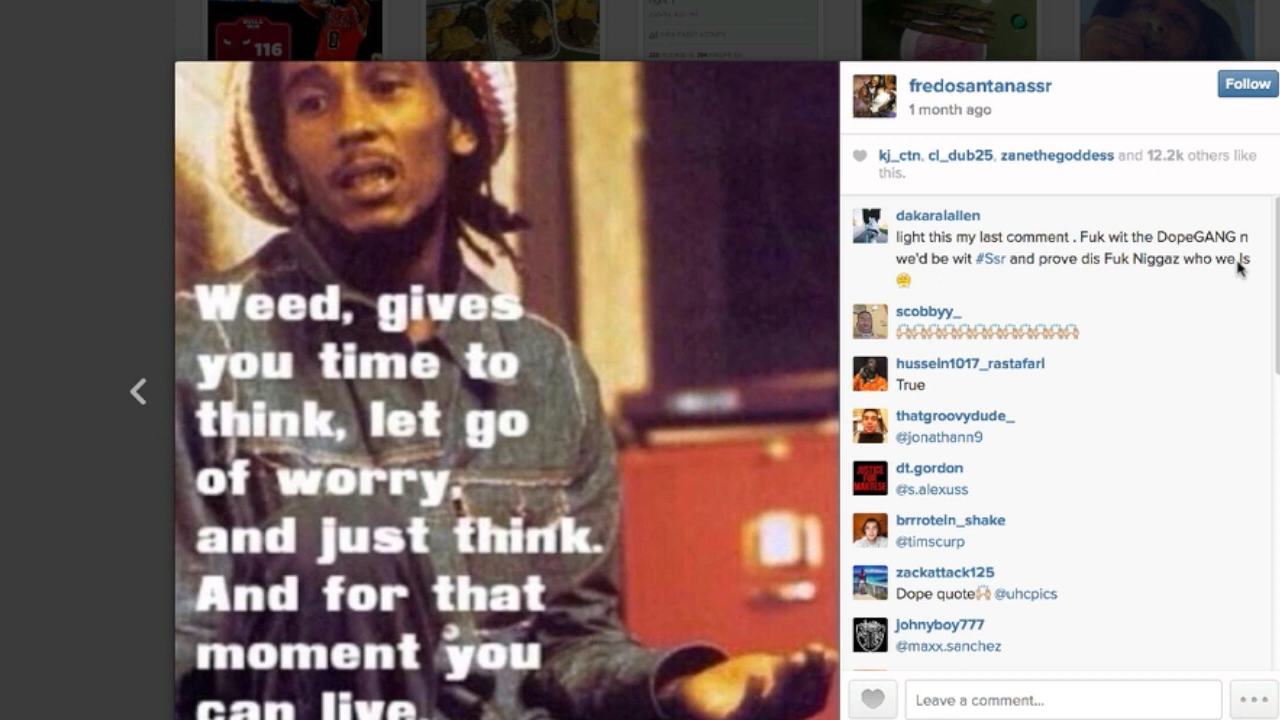 BULLS
116
Weed, gives
you time to
think, let go
of worry,
and just think.
And for that
moment you
can live.
fredosantanassr
Follow
1 month ago
kj_ctn, cl_dub25, zanethegoddess and 12.2k others like
this.
dakaralallen
light this my last comment . Fuk wit the DopeGANG n
we'd be wit #Ssr and prove dis Fuk Niggaz who we Is
scobbyy_
hussein1017_rastafarI
True
thatgroovydude_
@jonathann9
dt.gordon
@s.alexuss
brrroteIn_shake
@timscurp
zackattack125
Dope quote @uhcpics
johnyboy777
@maxx.sanchez
Leave a comment...